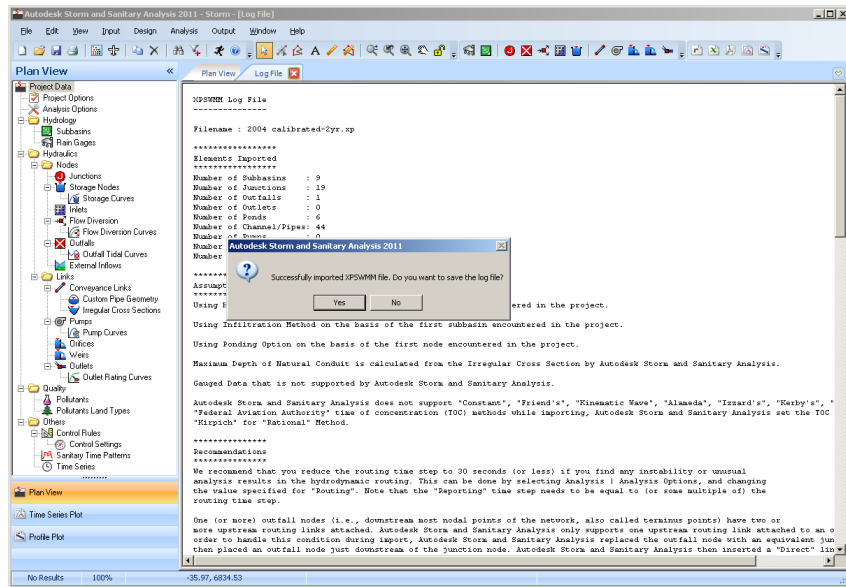 Autodesk Storm and Sanitary Analysis 2011 - Storm - [Log File]
File Edit View Input Design Analysis Output Window Help
Plan View «
Plan View Log File
Project Data
Project Options
Analysis Options
Hydrology
Subbasins
Rain Gages
Hydraulics
Nodes
Junctions
Storage Nodes
Storage Curves
Inlets
Flow Diversion
Flow Diversion Curves
Outfalls
Outfall Tidal Curves
External Inflows
Links
Conveyance Links
Custom Pipe Geometry
Irregular Cross Sections
Pumps
Pump Curves
Orifices
Weirs
Outlets
Outlet Rating Curves
Quality
Pollutants
Pollutants Land Types
Others
Control Rules
Control Settings
Sanitary Time Patterns
Time Series
Plan View
Time Series Plot
Profile Plot
XPSWMM Log File
---------------
Filename : 2004 calibrated-2yr.xp
*****************
Elements Imported
*****************
Number of Subbasins : 9
Number of Junctions : 19
Number of Outfalls : 1
Number of Outlets : 0
Number of Ponds : 6
Number of Channel/Pipes: 44
Number of Pumps : 0
Number
Number
Autodesk Storm and Sanitary Analysis 2011
Successfully imported XPSWMM file. Do you want to save the log file?
Yes No
*******
Assumpt
*******
Using H ered in the project.
Using Infiltration Method on the basis of the first subbasin encountered in the project.
Using Ponding Option on the basis of the first node encountered in the project.
Maximum Depth of Natural Conduit is calculated from the Irregular Cross Section by Autodesk Storm and Sanitary Analysis.
Gauged Data that is not supported by Autodesk Storm and Sanitary Analysis.
Autodesk Storm and Sanitary Analysis does not support "Constant", "Friend's", "Kinematic Wave", "Alameda", "Izzard's", "Kerby's", "
"Federal Aviation Authority" time of concentration (TOC) methods while importing, Autodesk Storm and Sanitary Analysis set the TOC
"Kirpich" for "Rational" Method.
***************
Recommendations
***************
We recommend that you reduce the routing time step to 30 seconds (or less) if you find any instability or unusual
analysis results in the hydrodynamic routing. This can be done by selecting Analysis | Analysis Options, and changing
the value specified for "Routing". Note that the "Reporting" time step needs to be equal to (or some multiple of) the
routing time step.
One (or more) outfall nodes (i.e., downstream most nodal points of the network, also called terminus points) have two or
more upstream routing links attached. Autodesk Storm and Sanitary Analysis only supports one upstream routing link attached to an o
order to handle this condition during import, Autodesk Storm and Sanitary Analysis replaced the outfall node with an equivalent jun
then placed an outfall node just downstream of the junction node. Autodesk Storm and Sanitary Analysis then inserted a "Direct" lin
No Results 100% -35.97, 6834.53